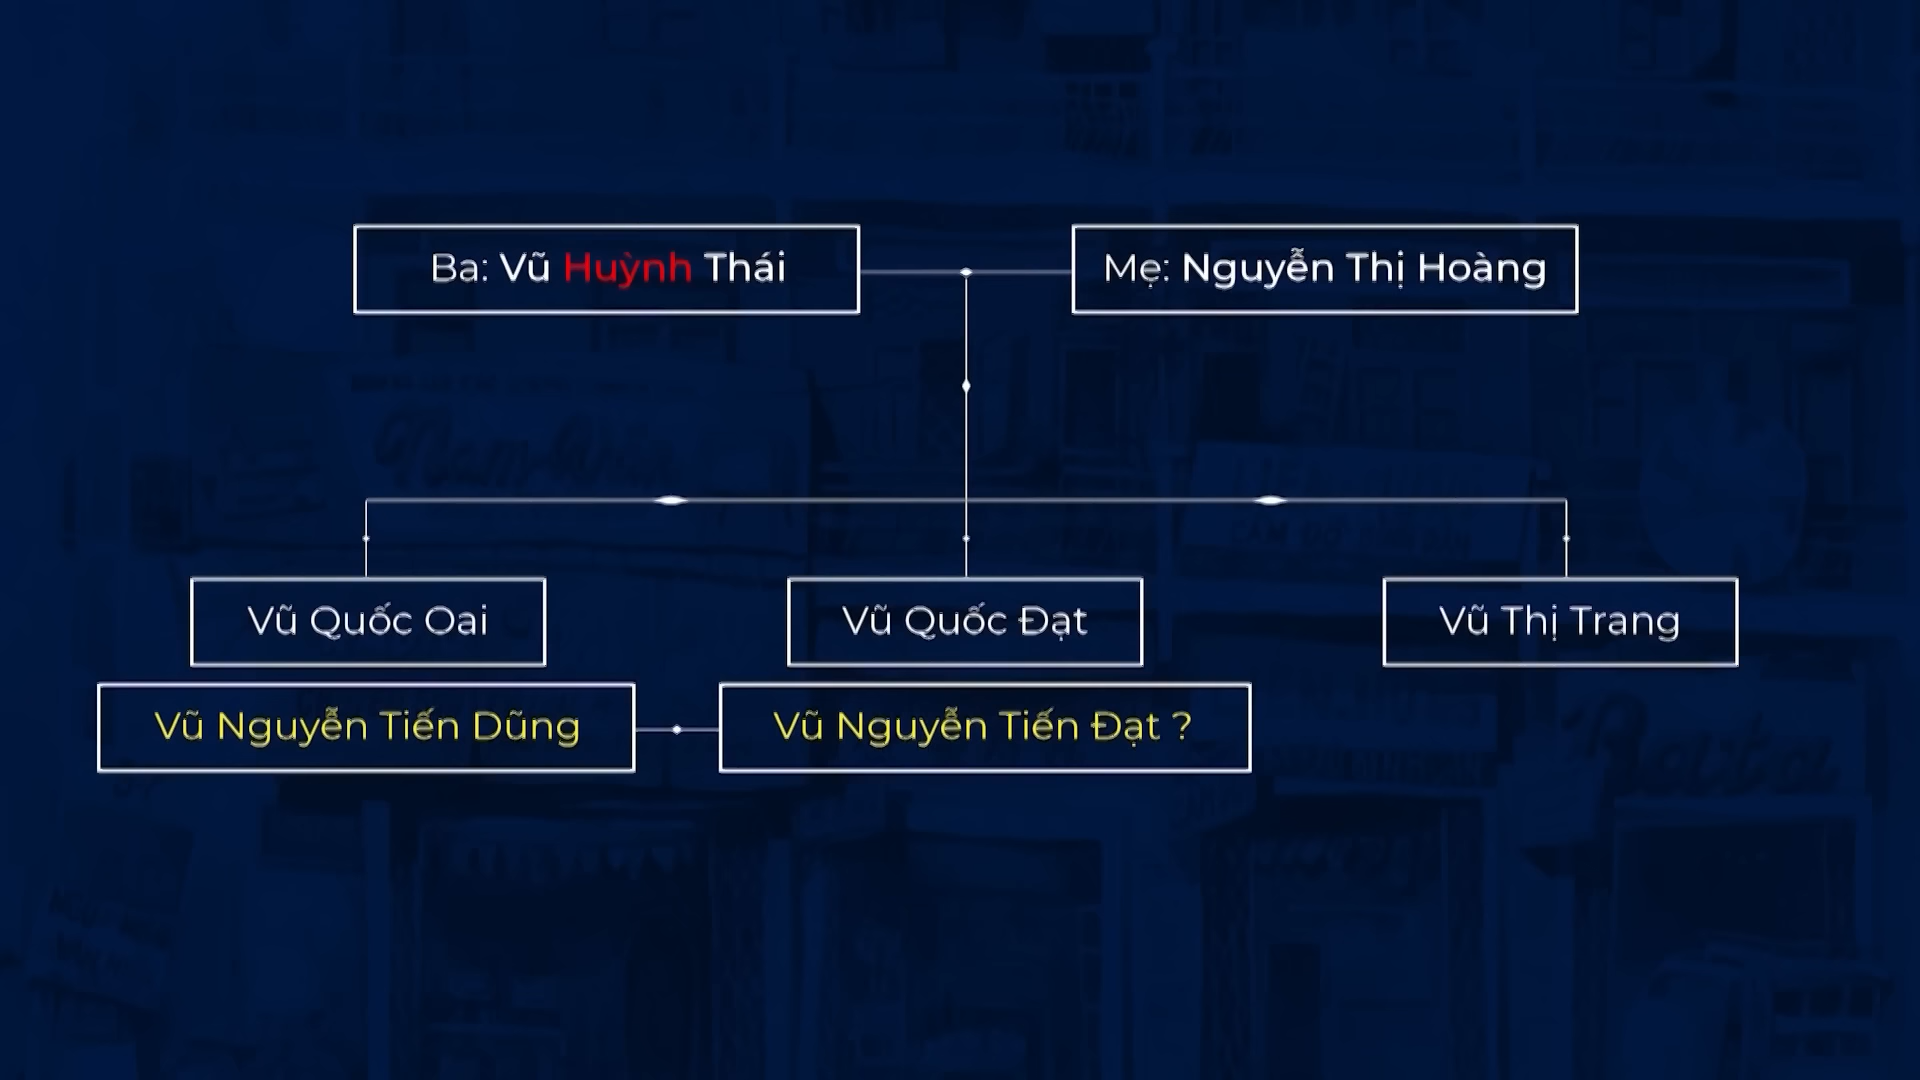 Ba: Vũ Huỳnh Thái
Mẹ: Nguyễn Thị Hoàng
Vũ Quốc Oai
Vũ Quốc Đạt
Vũ Thị Trang
Vũ Nguyễn Tiến Dũng
Vũ Nguyễn Tiến Đạt ?
Bata